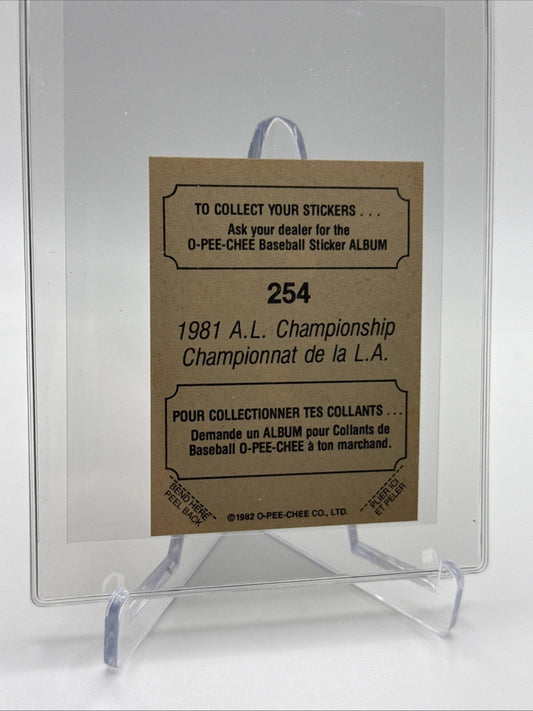 TO COLLECT YOUR STICKERS . . .
Ask your dealer for the
O-PEE-CHEE Baseball Sticker ALBUM
254
1981 A.L. Championship
Championnat de la L.A.
POUR COLLECTIONNER TES COLLANTS . . .
Demande un ALBUM pour Collants de
Baseball O-PEE-CHEE à ton marchand.
BEND HERE
PEEL BACK
PLIER ICI
ET PELER
©1982 O-PEE-CHEE CO., LTD.